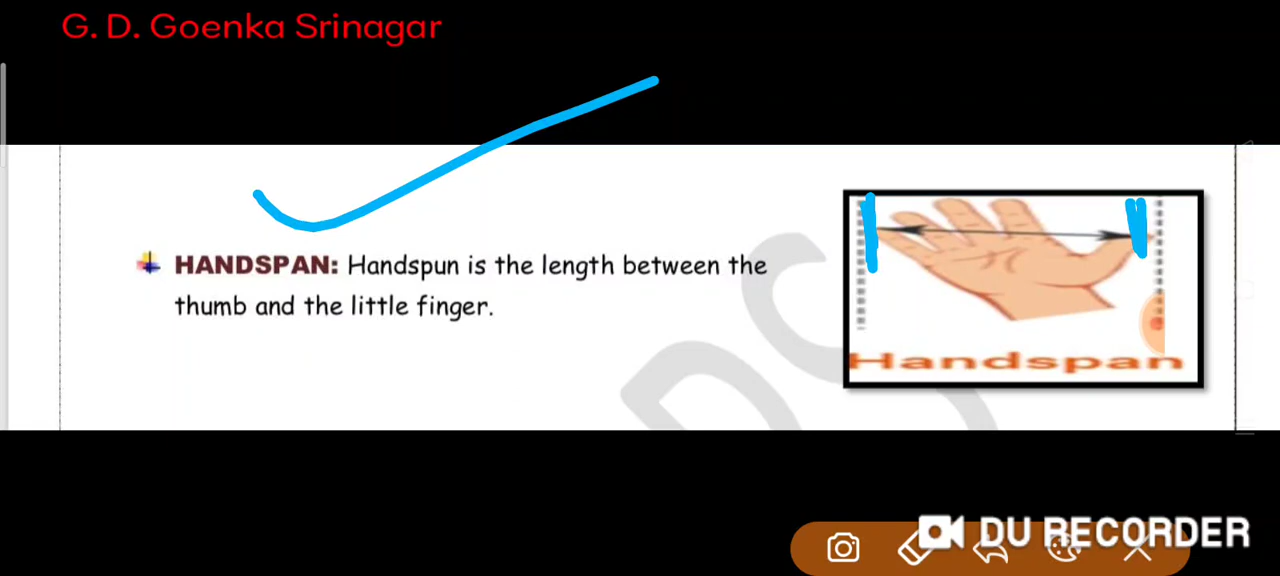 G. D. Goenka Srinagar
HANDSPAN: Handspun is the length between the
thumb and the little finger.
Handspan
DU RECORDER